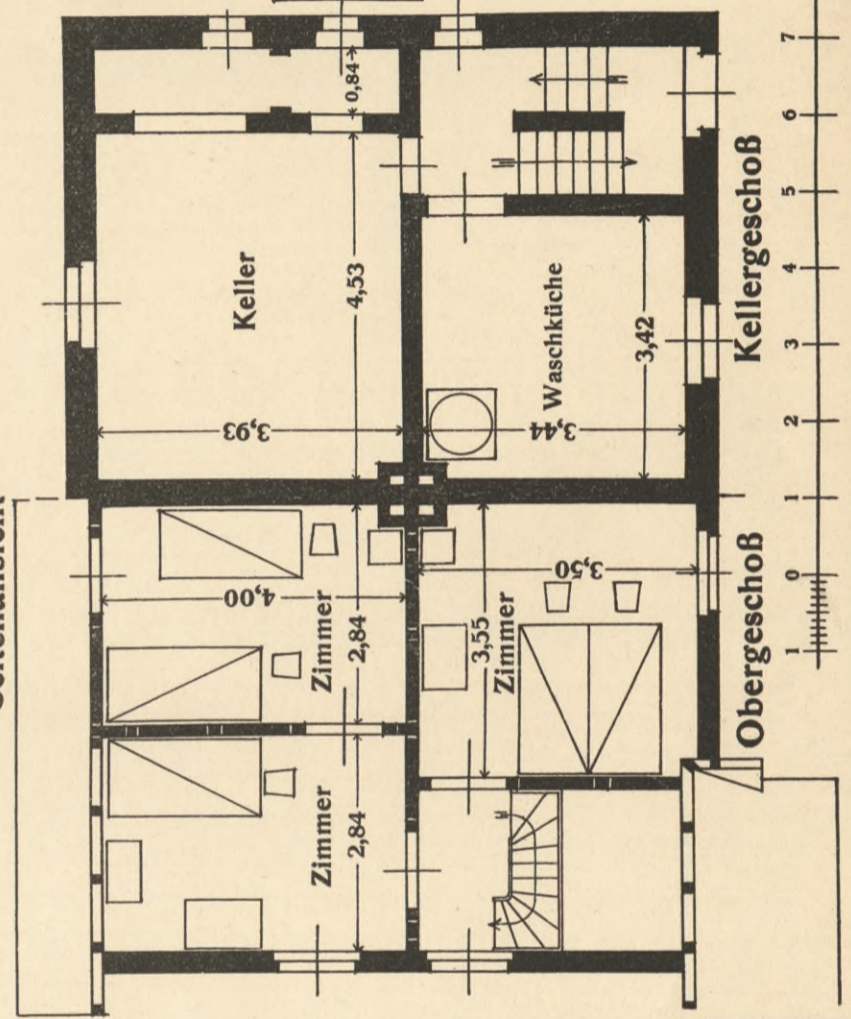 Keller
4,53
3,93
0,84
Waschküche
3,42
3,44
Kellergeschoß
Zimmer
2,84
4,00
Zimmer
2,84
Zimmer
3,55
3,50
Obergeschoß
1 0 1 2 3 4 5 6 7